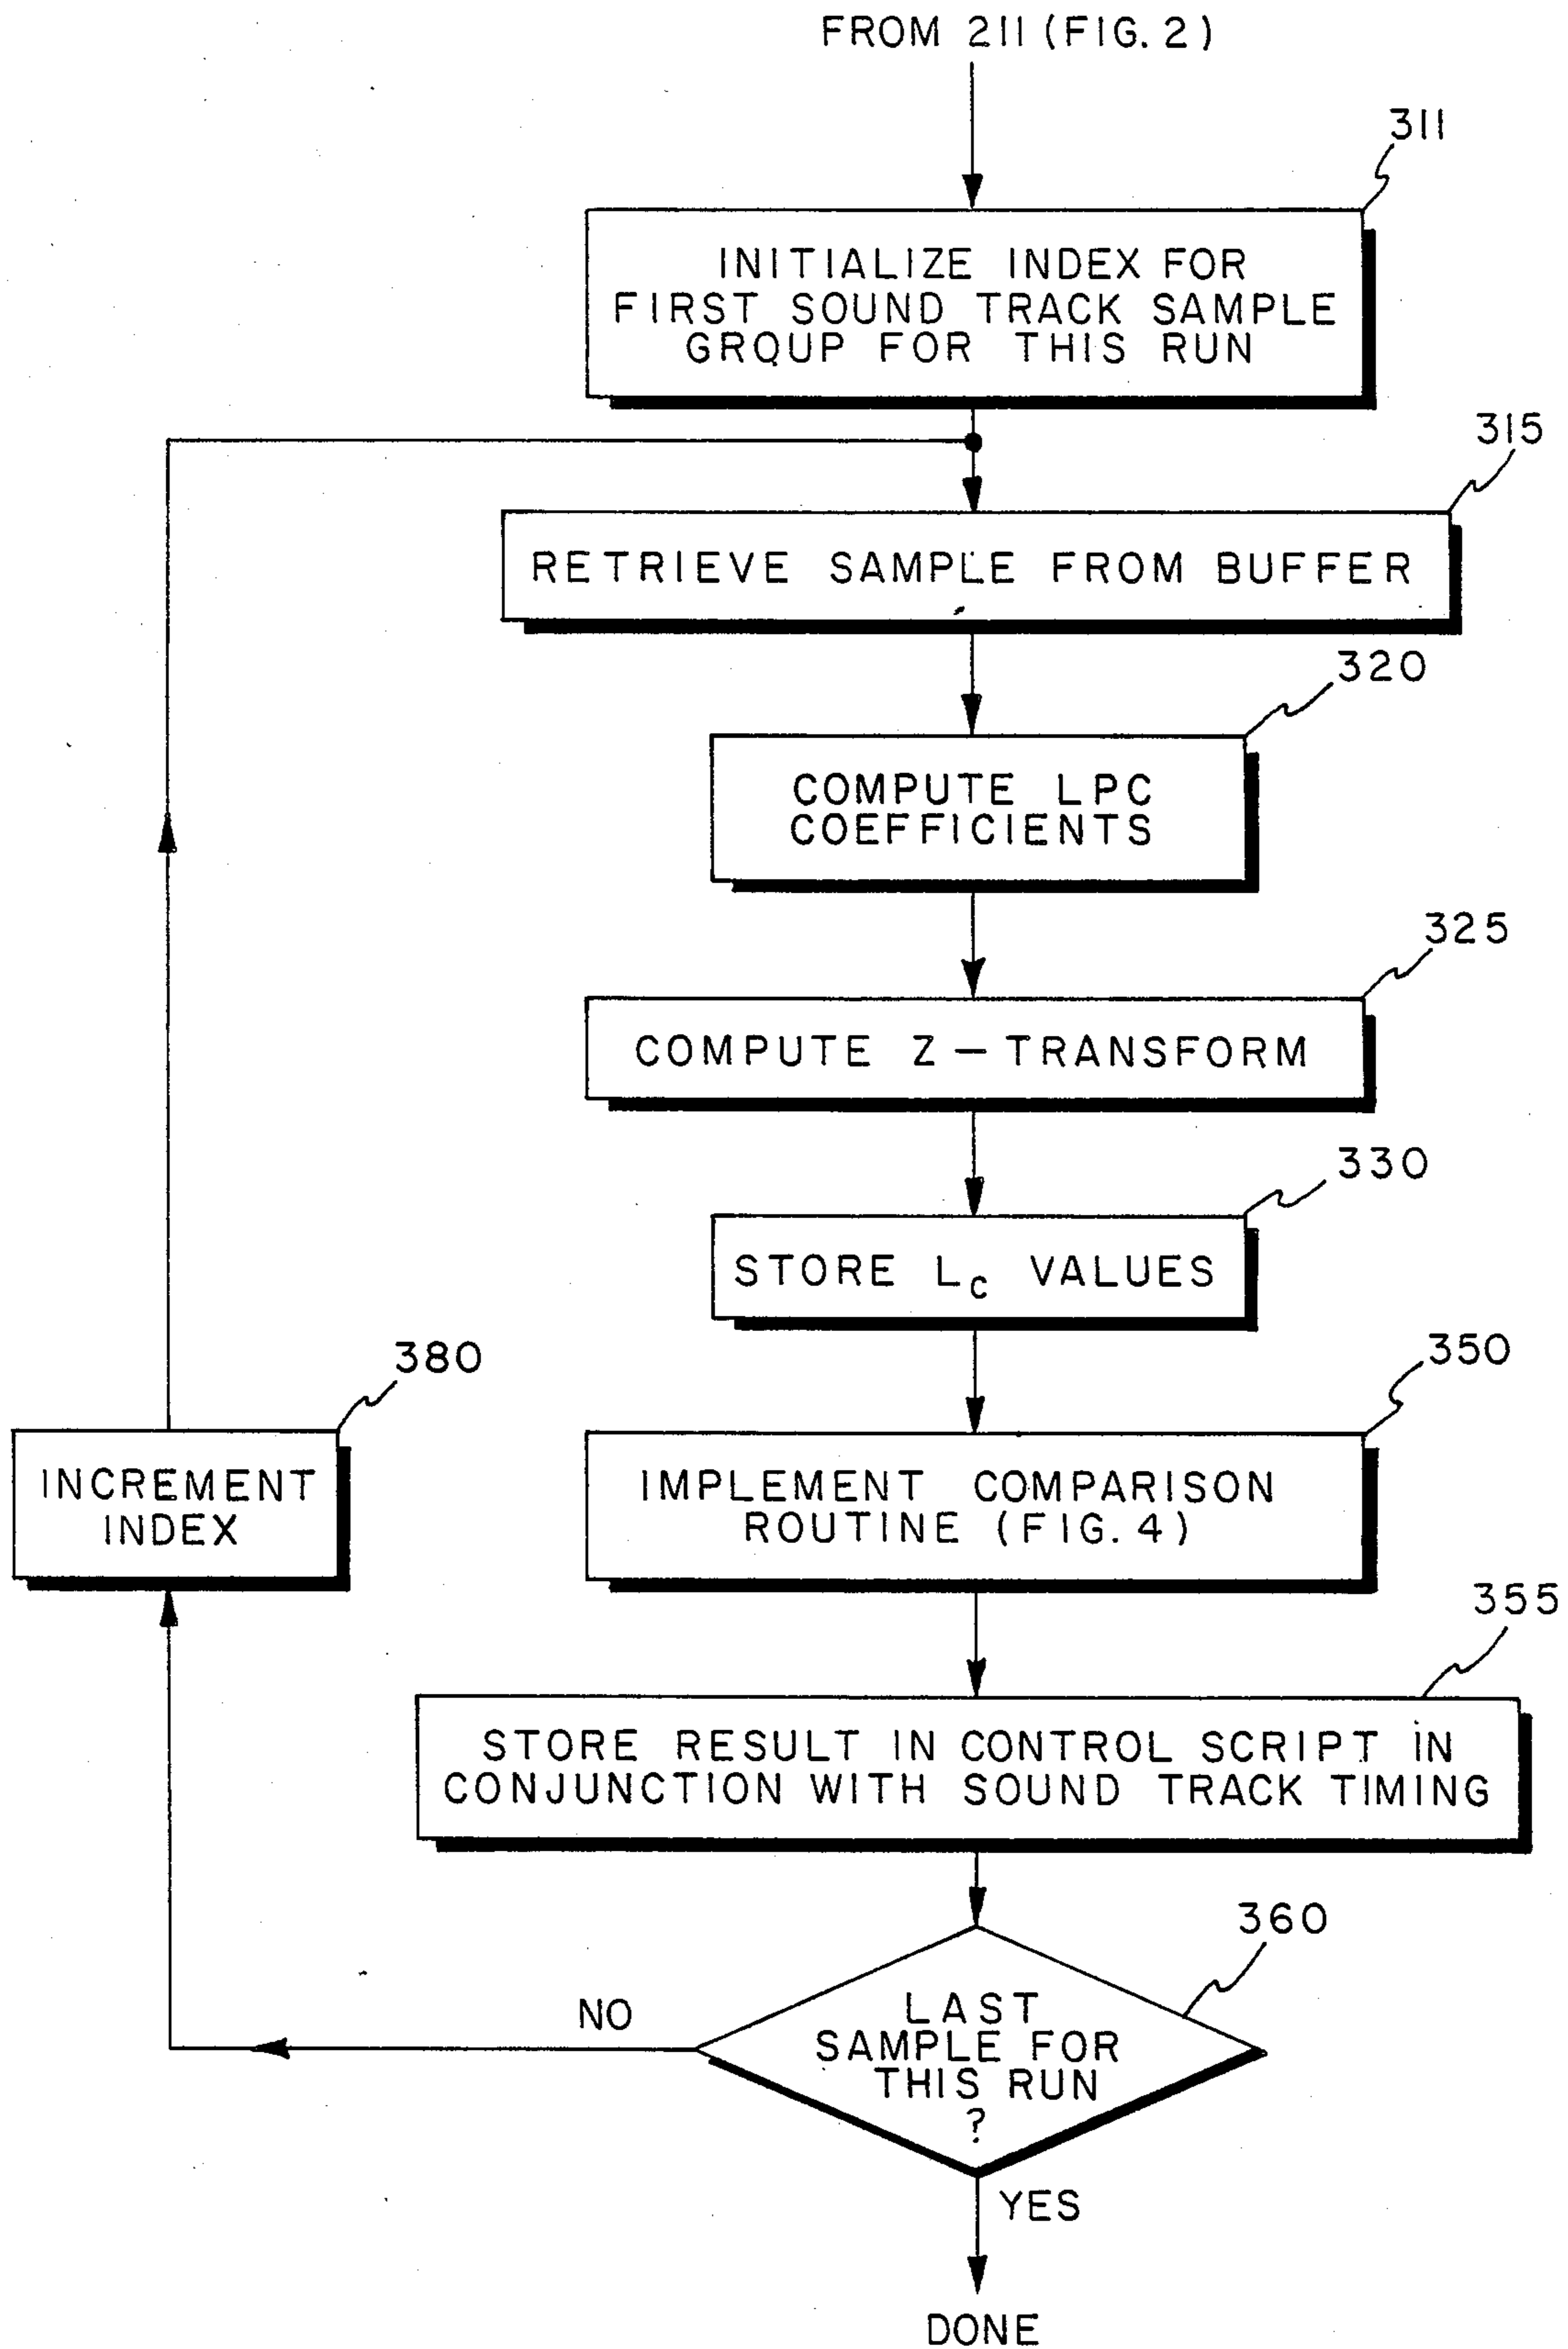 FROM 211 (FIG. 2)
311
INITIALIZE INDEX FOR
FIRST SOUND TRACK SAMPLE
GROUP FOR THIS RUN
315
RETRIEVE SAMPLE FROM BUFFER
320
COMPUTE LPC
COEFFICIENTS
325
COMPUTE Z – TRANSFORM
330
STORE L_C VALUES
380
350
INCREMENT
INDEX
IMPLEMENT COMPARISON
ROUTINE (FIG. 4)
355
STORE RESULT IN CONTROL SCRIPT IN
CONJUNCTION WITH SOUND TRACK TIMING
360
NO
LAST
SAMPLE FOR
THIS RUN
?
YES
DONE